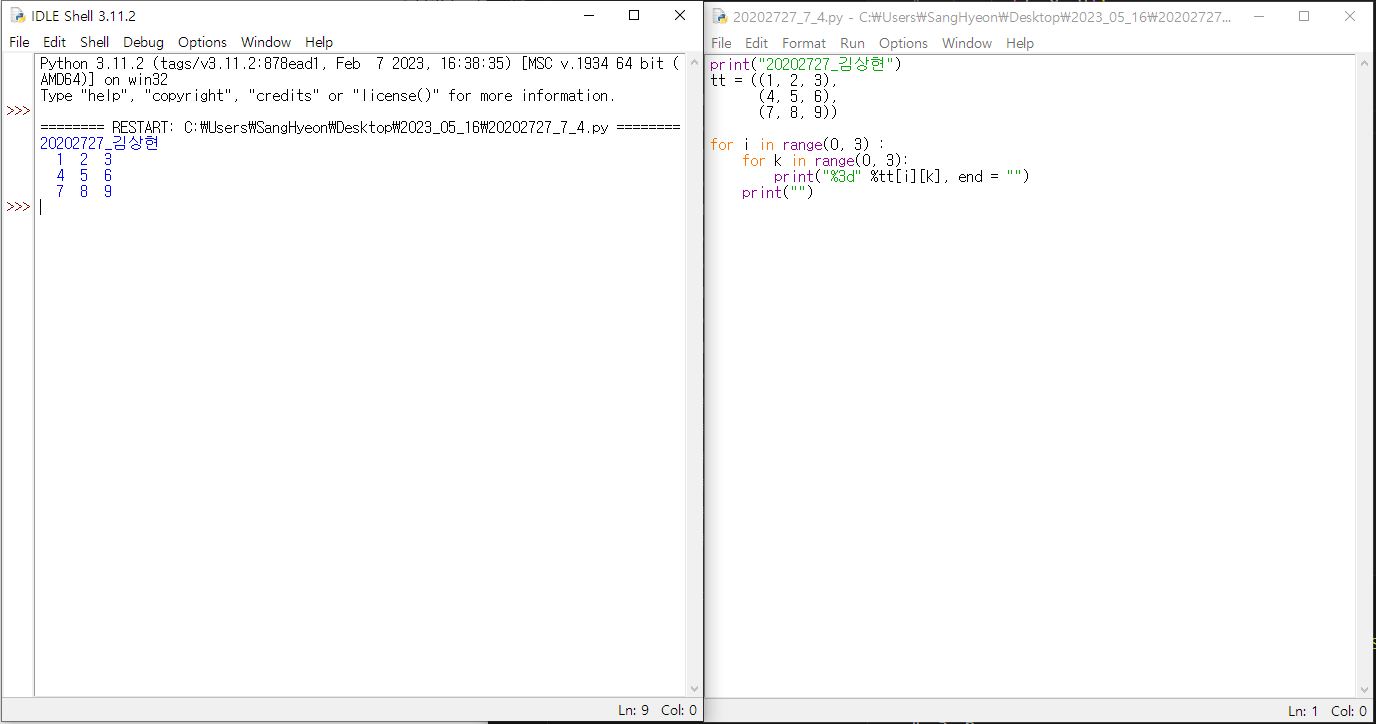 IDLE Shell 3.11.2
File Edit Shell Debug Options Window Help
Python 3.11.2 (tags/v3.11.2:878ead1, Feb  7 2023, 16:38:35) [MSC v.1934 64 bit (
AMD64)] on win32
Type "help", "copyright", "credits" or "license()" for more information.
>>>
======== RESTART: C:₩Users₩SangHyeon₩Desktop₩2023_05_16₩20202727_7_4.py ========
20202727_김상현
  1  2  3
  4  5  6
  7  8  9
>>>
Ln: 9 Col: 0
20202727_7_4.py - C:₩Users₩SangHyeon₩Desktop₩2023_05_16₩20202727...
File Edit Format Run Options Window Help
print("20202727_김상현")
tt = ((1, 2, 3),
      (4, 5, 6),
      (7, 8, 9))
for i in range(0, 3) :
    for k in range(0, 3):
        print("%3d" %tt[i][k], end = "")
    print("")
Ln: 1 Col: 0